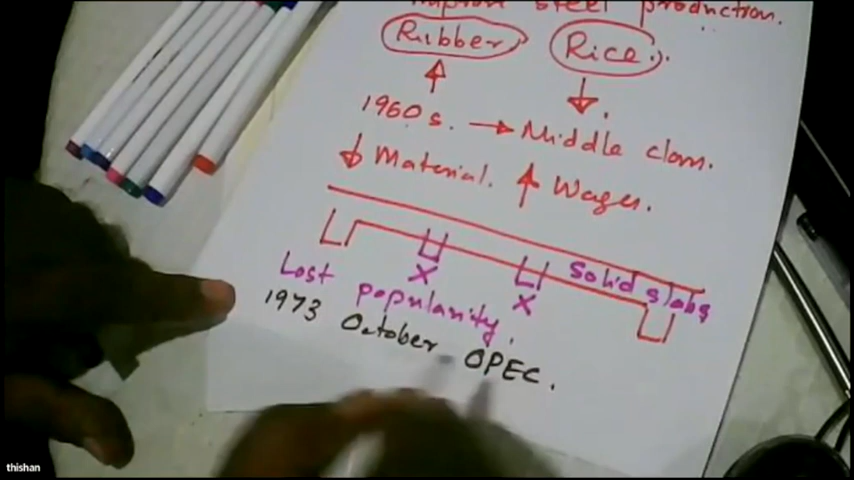 steel production.
Rubber Rice.
1960s. → Middle class.
↓ Material. ↑ Wages.
Solid slabs
x x
Lost popularity.
1973 October OPEC.
thishan